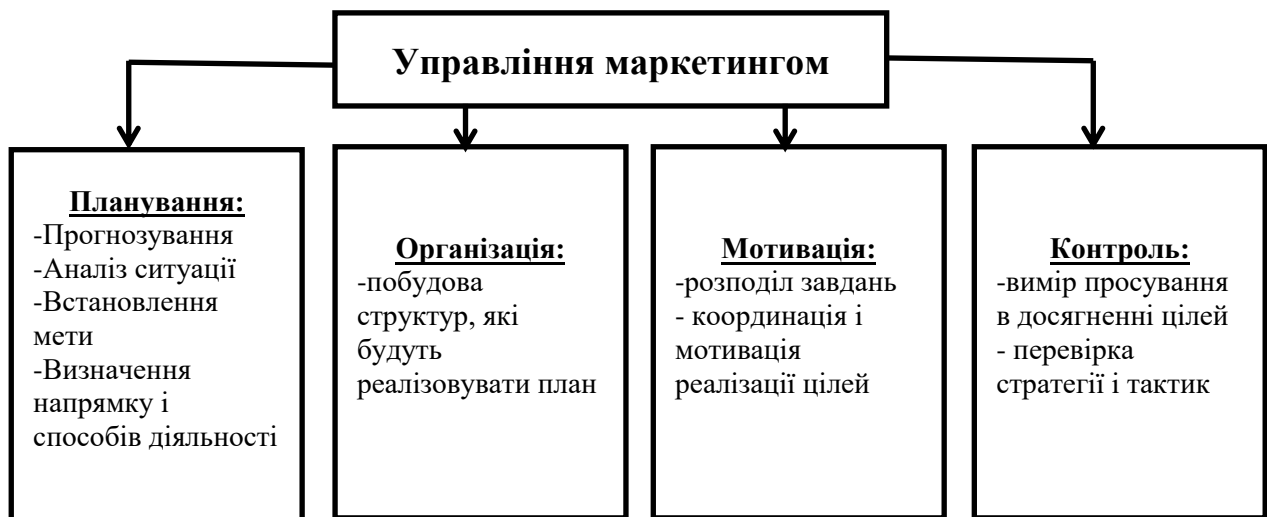 Управління маркетингом
Планування:
-Прогнозування
-Аналіз ситуації
-Встановлення
мети
-Визначення
напрямку і
способів діяльності
Організація:
-побудова
структур, які
будуть
реалізовувати план
Мотивація:
-розподіл завдань
- координація і
мотивація
реалізації цілей
Контроль:
-вимір просування
в досягненні цілей
- перевірка
стратегії і тактик